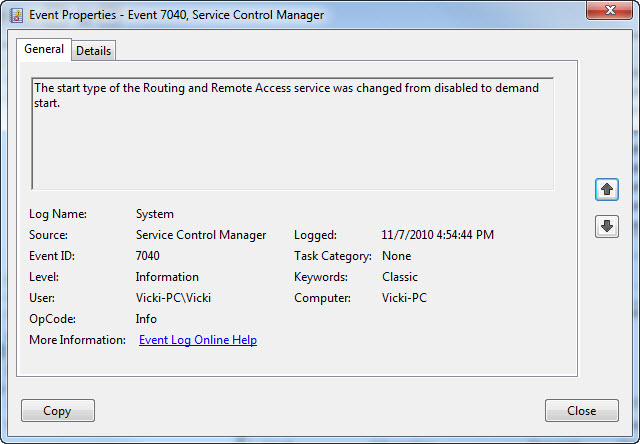 Event Properties - Event 7040, Service Control Manager
General Details
The start type of the Routing and Remote Access service was changed from disabled to demand
start.
Log Name: System
Source: Service Control Manager Logged: 11/7/2010 4:54:44 PM
Event ID: 7040 Task Category: None
Level: Information Keywords: Classic
User: Vicki-PC\Vicki Computer: Vicki-PC
OpCode: Info
More Information: Event Log Online Help
Copy Close